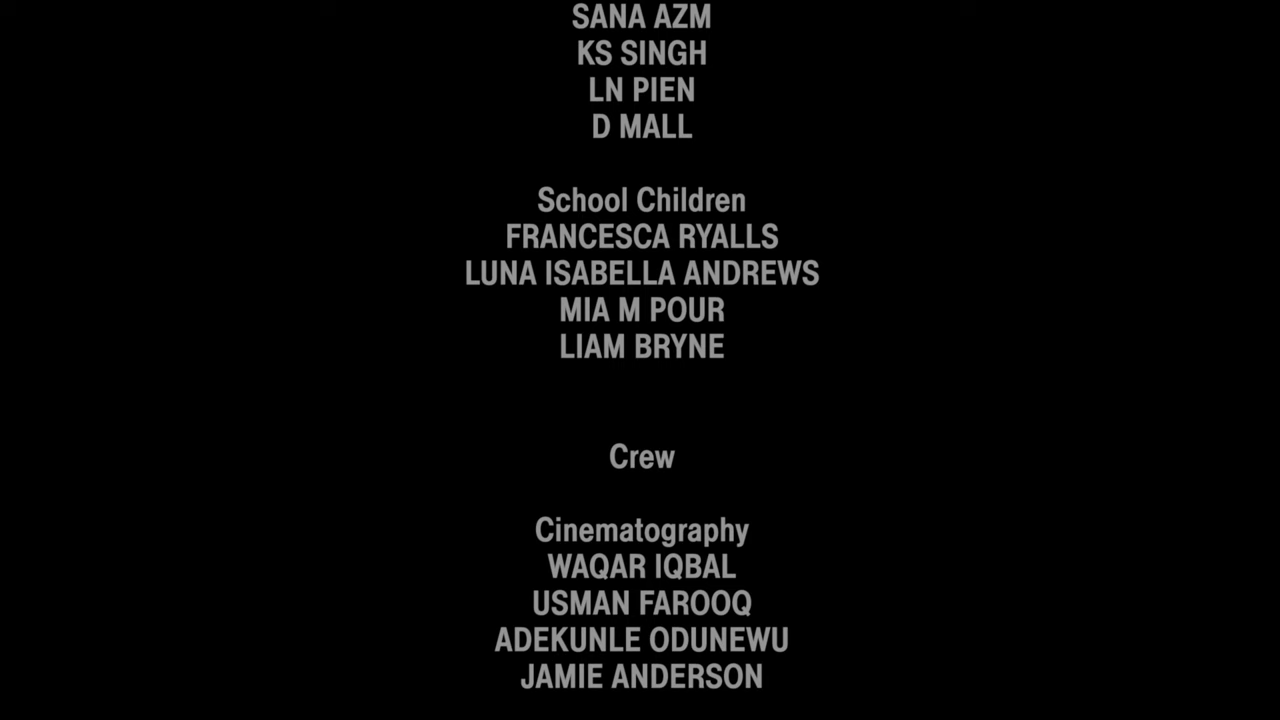 SANA AZM
KS SINGH
LN PIEN
D MALL
School Children
FRANCESCA RYALLS
LUNA ISABELLA ANDREWS
MIA M POUR
LIAM BRYNE
Crew
Cinematography
WAQAR IQBAL
USMAN FAROOQ
ADEKUNLE ODUNEWU
JAMIE ANDERSON